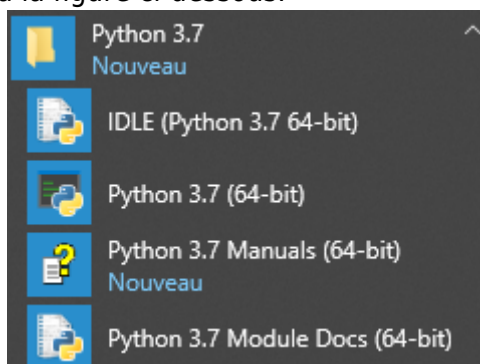 Python 3.7
Nouveau
IDLE (Python 3.7 64-bit)
Python 3.7 (64-bit)
Python 3.7 Manuals (64-bit)
Nouveau
Python 3.7 Module Docs (64-bit)